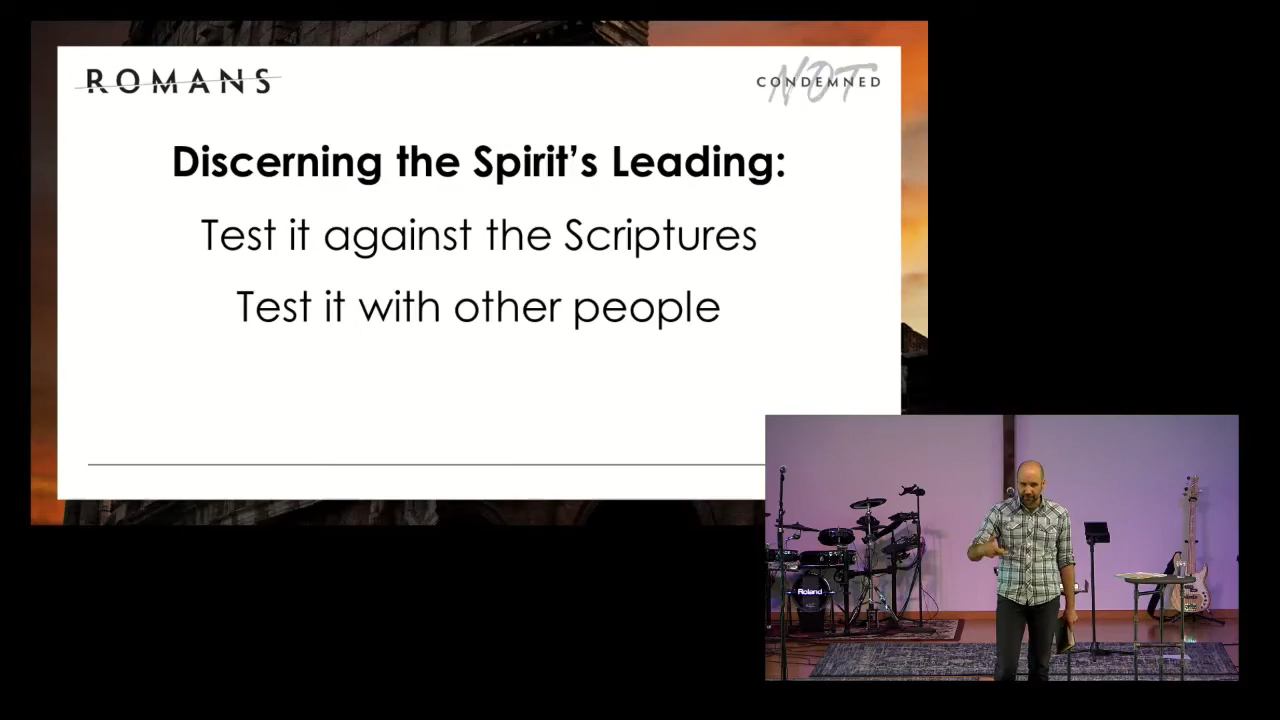 ROMANS
CONDEMNED
NOT
Discerning the Spirit’s Leading:
Test it against the Scriptures
Test it with other people
Roland